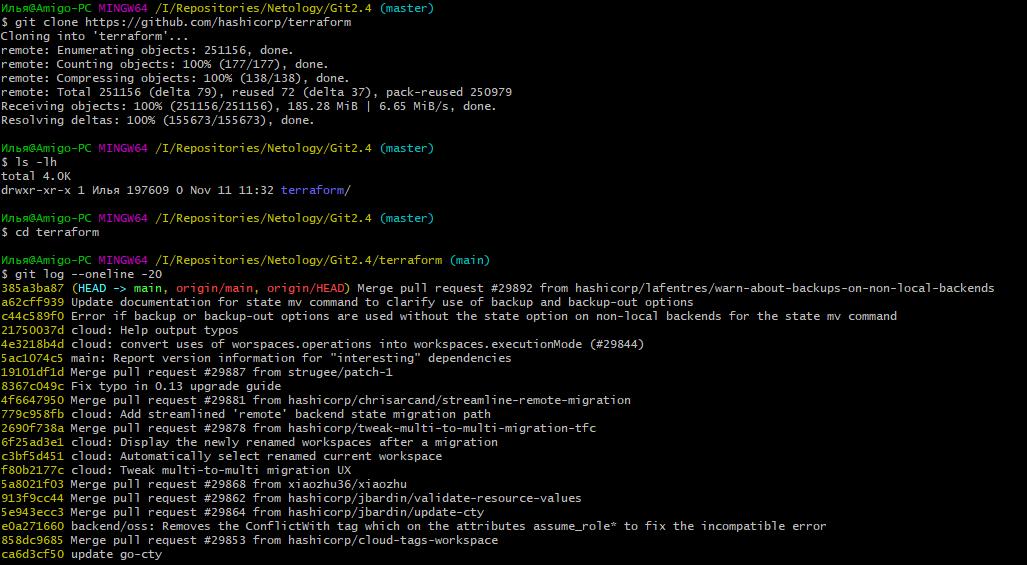 Илья@Amigo-PC MINGW64 /I/Repositories/Netology/Git2.4 (master)
$ git clone https://github.com/hashicorp/terraform
Cloning into 'terraform'...
remote: Enumerating objects: 251156, done.
remote: Counting objects: 100% (177/177), done.
remote: Compressing objects: 100% (138/138), done.
remote: Total 251156 (delta 79), reused 72 (delta 37), pack-reused 250979
Receiving objects: 100% (251156/251156), 185.28 MiB | 6.65 MiB/s, done.
Resolving deltas: 100% (155673/155673), done.
Илья@Amigo-PC MINGW64 /I/Repositories/Netology/Git2.4 (master)
$ ls -lh
total 4.0K
drwxr-xr-x 1 Илья 197609 0 Nov 11 11:32 terraform/
Илья@Amigo-PC MINGW64 /I/Repositories/Netology/Git2.4 (master)
$ cd terraform
Илья@Amigo-PC MINGW64 /I/Repositories/Netology/Git2.4/terraform (main)
$ git log --oneline -20
385a3ba87 (HEAD -> main, origin/main, origin/HEAD) Merge pull request #29892 from hashicorp/lafentres/warn-about-backups-on-non-local-backends
a62cff939 Update documentation for state mv command to clarify use of backup and backup-out options
c44c589f0 Error if backup or backup-out options are used without the state option on non-local backends for the state mv command
21750037d cloud: Help output typos
4e3218b4d cloud: convert uses of worspaces.operations into workspaces.executionMode (#29844)
5ac1074c5 main: Report version information for "interesting" dependencies
19101df1d Merge pull request #29887 from strugee/patch-1
8367c049c Fix typo in 0.13 upgrade guide
4f6647950 Merge pull request #29881 from hashicorp/chrisarcand/streamline-remote-migration
779c958fb cloud: Add streamlined 'remote' backend state migration path
2690f738a Merge pull request #29878 from hashicorp/tweak-multi-to-multi-migration-tfc
6f25ad3e1 cloud: Display the newly renamed workspaces after a migration
c3bf5d451 cloud: Automatically select renamed current workspace
f80b2177c cloud: Tweak multi-to-multi migration UX
5a8021f03 Merge pull request #29868 from xiaozhu36/xiaozhu
913f9cc44 Merge pull request #29862 from hashicorp/jbardin/validate-resource-values
5e943ecc3 Merge pull request #29864 from hashicorp/jbardin/update-cty
e0a271660 backend/oss: Removes the ConflictWith tag which on the attributes assume_role* to fix the incompatible error
858dc9685 Merge pull request #29853 from hashicorp/cloud-tags-workspace
ca6d3cf50 update go-cty